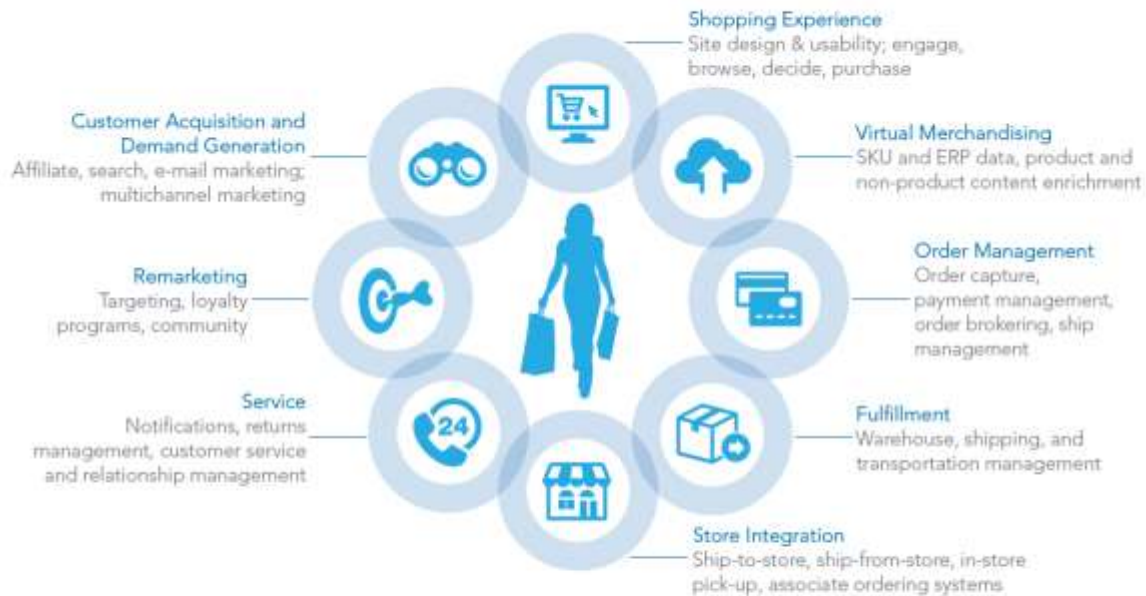 Shopping Experience
Site design & usability; engage,
browse, decide, purchase
Virtual Merchandising
SKU and ERP data, product and
non-product content enrichment
Order Management
Order capture,
payment management,
order brokering, ship
management
Fulfillment
Warehouse, shipping, and
transportation management
Store Integration
Ship-to-store, ship-from-store, in-store
pick-up, associate ordering systems
24
Service
Notifications, returns
management, customer service
and relationship management
Remarketing
Targeting, loyalty
programs, community
Customer Acquisition and
Demand Generation
Affiliate, search, e-mail marketing;
multichannel marketing